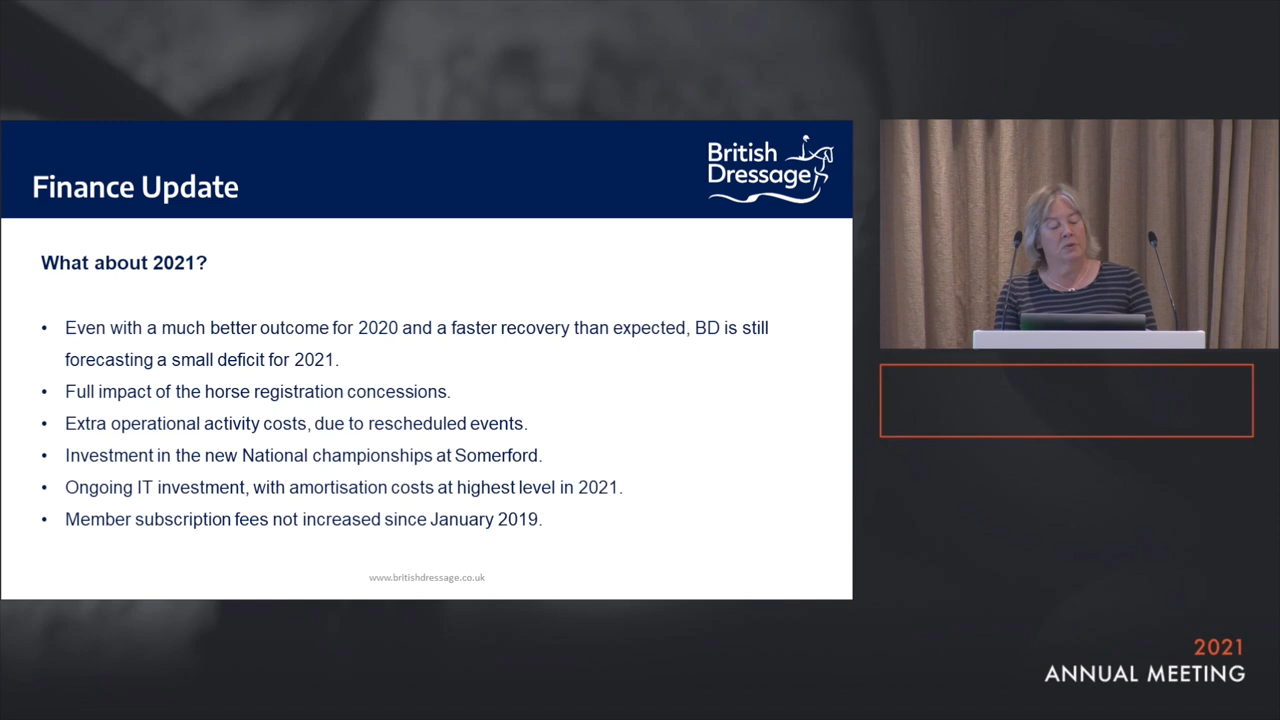 British
Dressage
Finance Update
What about 2021?
• Even with a much better outcome for 2020 and a faster recovery than expected, BD is still
forecasting a small deficit for 2021.
• Full impact of the horse registration concessions.
• Extra operational activity costs, due to rescheduled events.
• Investment in the new National championships at Somerford.
• Ongoing IT investment, with amortisation costs at highest level in 2021.
• Member subscription fees not increased since January 2019.
www.britishdressage.co.uk
2021
ANNUAL MEETING